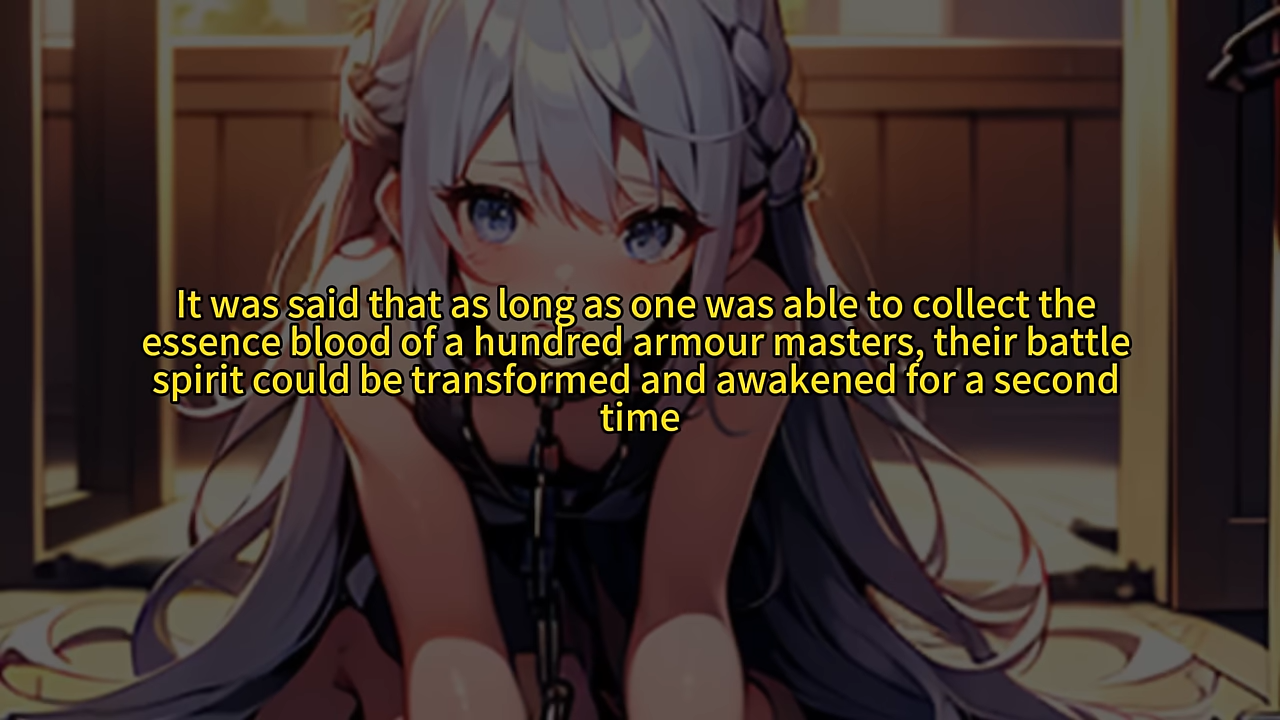 It was said that as long as one was able to collect the
essence blood of a hundred armour masters, their battle
spirit could be transformed and awakened for a second
time